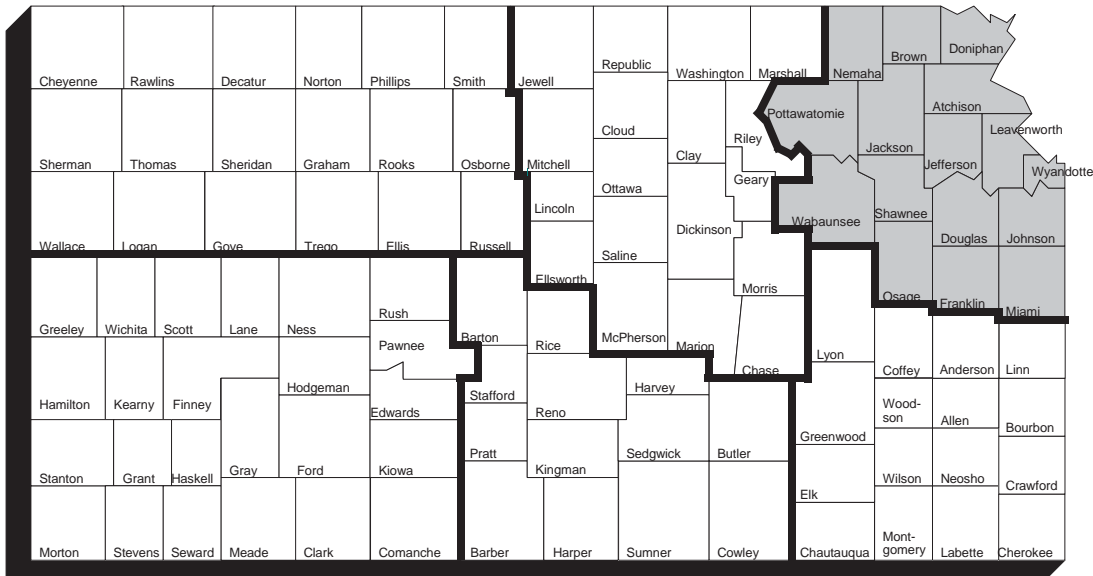 Doniphan
Brown
Republic
Washington
Marshall
Nemaha
Cheyenne
Rawlins
Decatur
Norton
Phillips
Smith
Jewell
Atchison
Pottawatomie
Cloud
Riley
Leavenworth
Jackson
Clay
Sherman
Thomas
Sheridan
Graham
Rooks
Osborne
Mitchell
Jefferson
Wyandotte
Geary
Ottawa
Lincoln
Shawnee
Wabaunsee
Dickinson
Douglas
Johnson
Wallace
Logan
Gove
Trego
Ellis
Russell
Saline
Ellsworth
Morris
Osage
Franklin
Miami
Rush
Greeley
Wichita
Scott
Lane
Ness
Barton
Rice
McPherson
Marion
Pawnee
Lyon
Chase
Coffey
Anderson
Linn
Hodgeman
Harvey
Stafford
Hamilton
Kearny
Finney
Edwards
Reno
Wood-
son
Allen
Bourbon
Greenwood
Pratt
Sedgwick
Butler
Gray
Ford
Kiowa
Kingman
Stanton
Grant
Haskell
Wilson
Neosho
Crawford
Elk
Morton
Stevens
Seward
Meade
Clark
Comanche
Barber
Harper
Sumner
Cowley
Chautauqua
Mont-
gomery
Labette
Cherokee